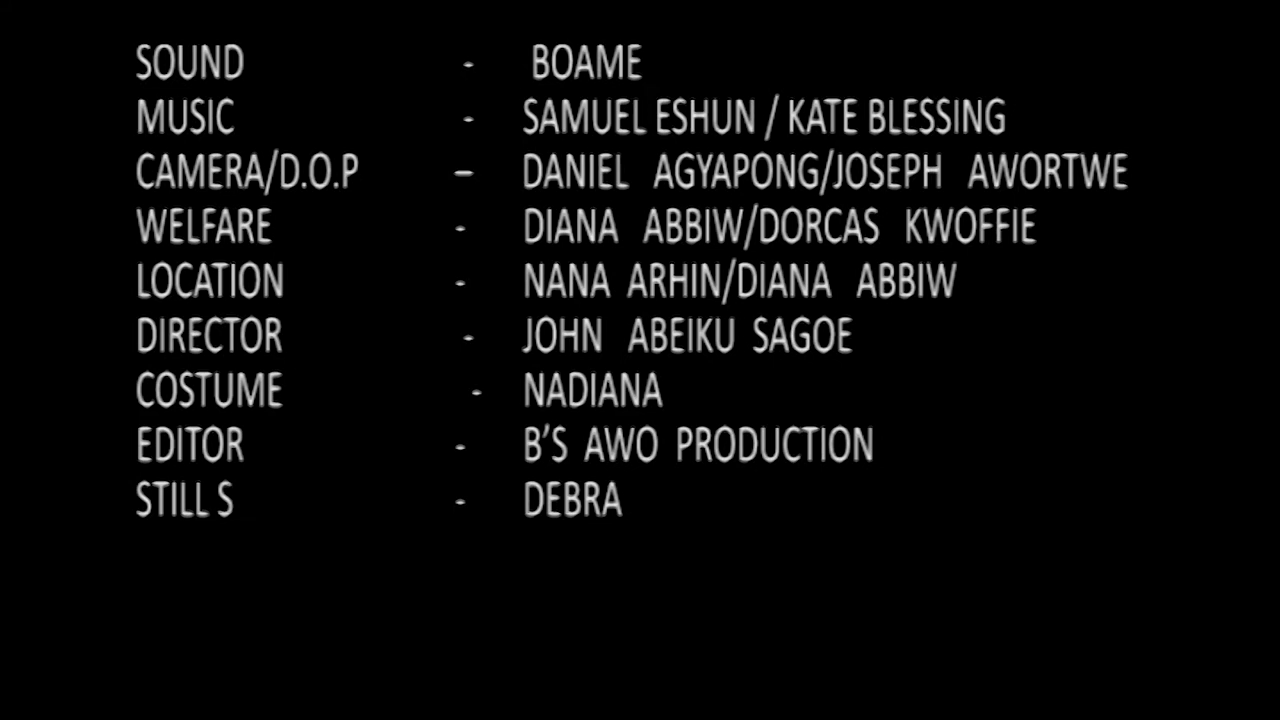 SOUND - BOAME
MUSIC - SAMUEL ESHUN / KATE BLESSING
CAMERA/D.O.P – DANIEL AGYAPONG/JOSEPH AWORTWE
WELFARE - DIANA ABBIW/DORCAS KWOFFIE
LOCATION - NANA ARHIN/DIANA ABBIW
DIRECTOR - JOHN ABEIKU SAGOE
COSTUME - NADIANA
EDITOR - B’S AWO PRODUCTION
STILL S - DEBRA